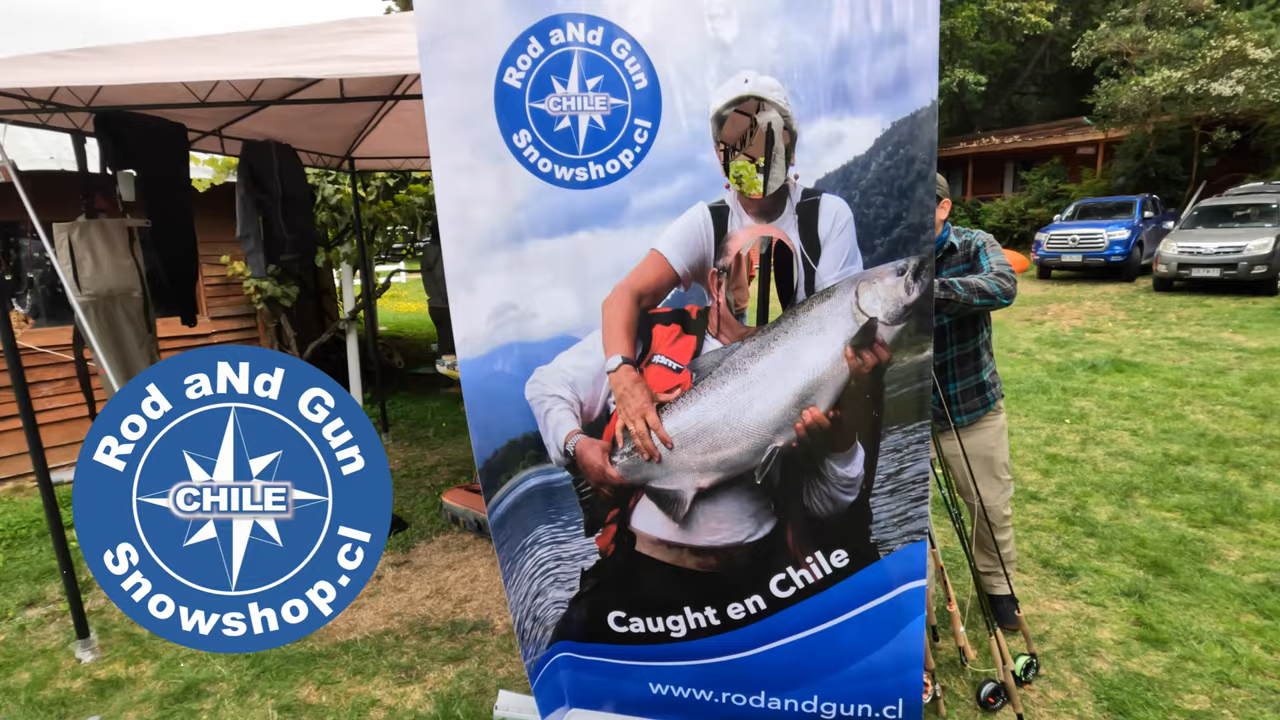 Rod aNd Gun
CHILE
Snowshop.cl
Rod aNd Gun
CHILE
Snowshop.cl
Caught en Chile
www.rodandgun.cl